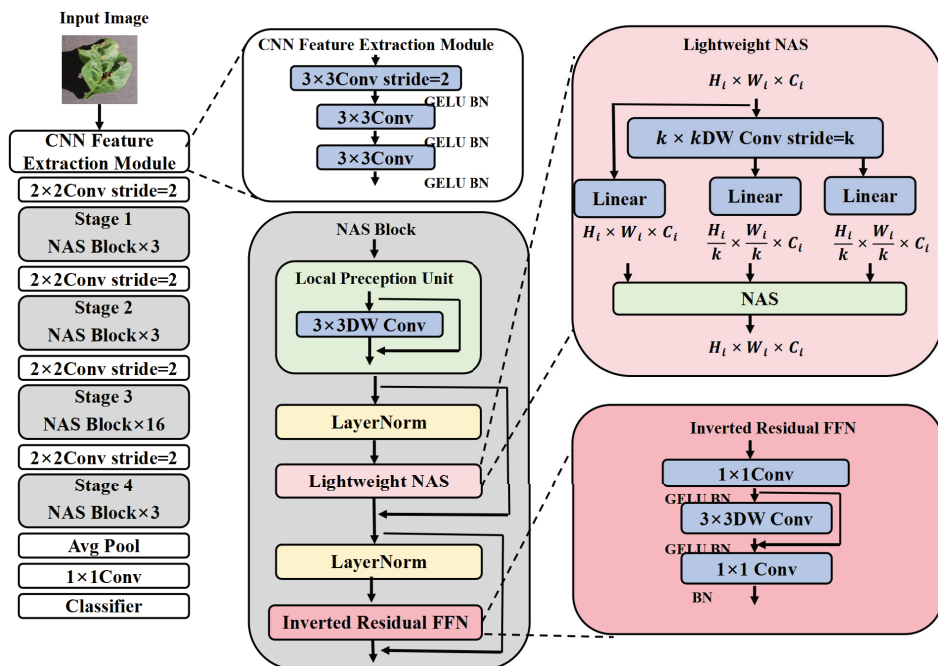 Input Image
CNN Feature
Extraction Module
2×2Conv stride=2
Stage 1
NAS Block×3
2×2Conv stride=2
Stage 2
NAS Block×3
2×2Conv stride=2
Stage 3
NAS Block×16
2×2Conv stride=2
Stage 4
NAS Block×3
Avg Pool
1×1Conv
Classifier
CNN Feature Extraction Module
3×3Conv stride=2
GELU BN
3×3Conv
GELU BN
3×3Conv
GELU BN
NAS Block
Local Preception Unit
3×3DW Conv
LayerNorm
Lightweight NAS
LayerNorm
Inverted Residual FFN
Lightweight NAS
H_i × W_i × C_i
k × kDW Conv stride=k
Linear Linear Linear
H_i × W_i × C_i H_i/k × W_i/k × C_i H_i/k × W_i/k × C_i
NAS
H_i × W_i × C_i
Inverted Residual FFN
1×1Conv
GELU BN
3×3DW Conv
GELU BN
1×1 Conv
BN